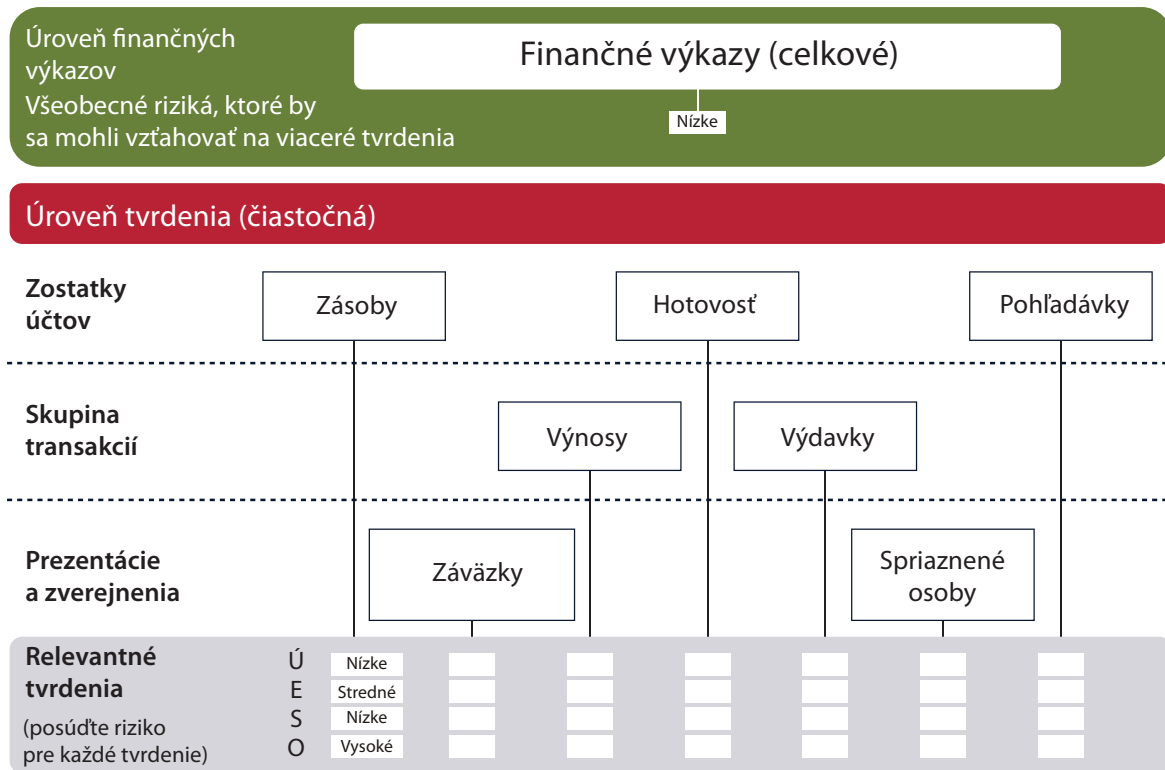 Úroveň finančných
výkazov
Všeobecné riziká, ktoré by
sa mohli vzťahovať na viaceré tvrdenia
Finančné výkazy (celkové)
Nízke
Úroveň tvrdenia (čiastočná)
Zostatky
účtov
Zásoby
Hotovosť
Pohľadávky
Skupina
transakcií
Výnosy
Výdavky
Prezentácie
a zverejnenia
Záväzky
Spriaznené
osoby
Relevantné
tvrdenia
(posúďte riziko
pre každé tvrdenie)
Ú Nízke
E Stredné
S Nízke
O Vysoké